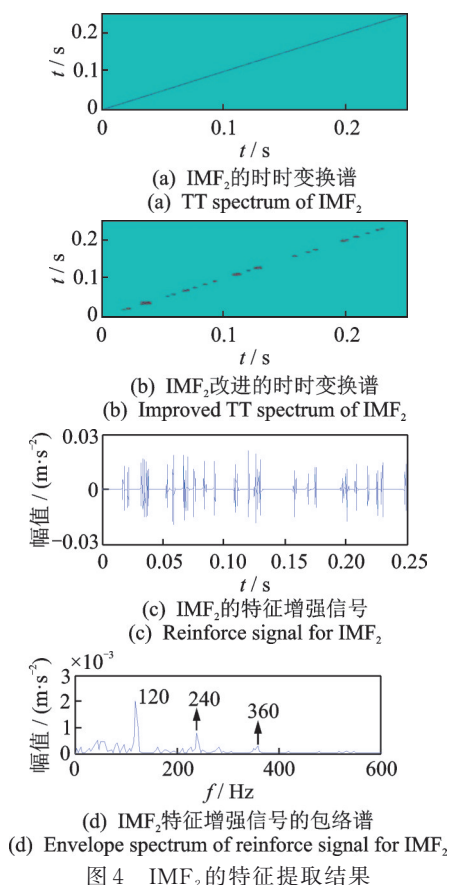 t / s
0.2
0.1
0
0 0.1 0.2
t / s
(a) IMF₂的时时变换谱
(a) TT spectrum of IMF₂
t / s
0.2
0.1
0
0 0.1 0.2
t / s
(b) IMF₂改进的时时变换谱
(b) Improved TT spectrum of IMF₂
幅值 / (m·s⁻²)
0.03
0
−0.03
0 0.05 0.10 0.15 0.20 0.25
t / s
(c) IMF₂的特征增强信号
(c) Reinforce signal for IMF₂
幅值 / (m·s⁻²)
×10⁻³
3
2
1
0
120 240 360
0 200 400 600
f / Hz
(d) IMF₂特征增强信号的包络谱
(d) Envelope spectrum of reinforce signal for IMF₂
图4 IMF₂的特征提取结果